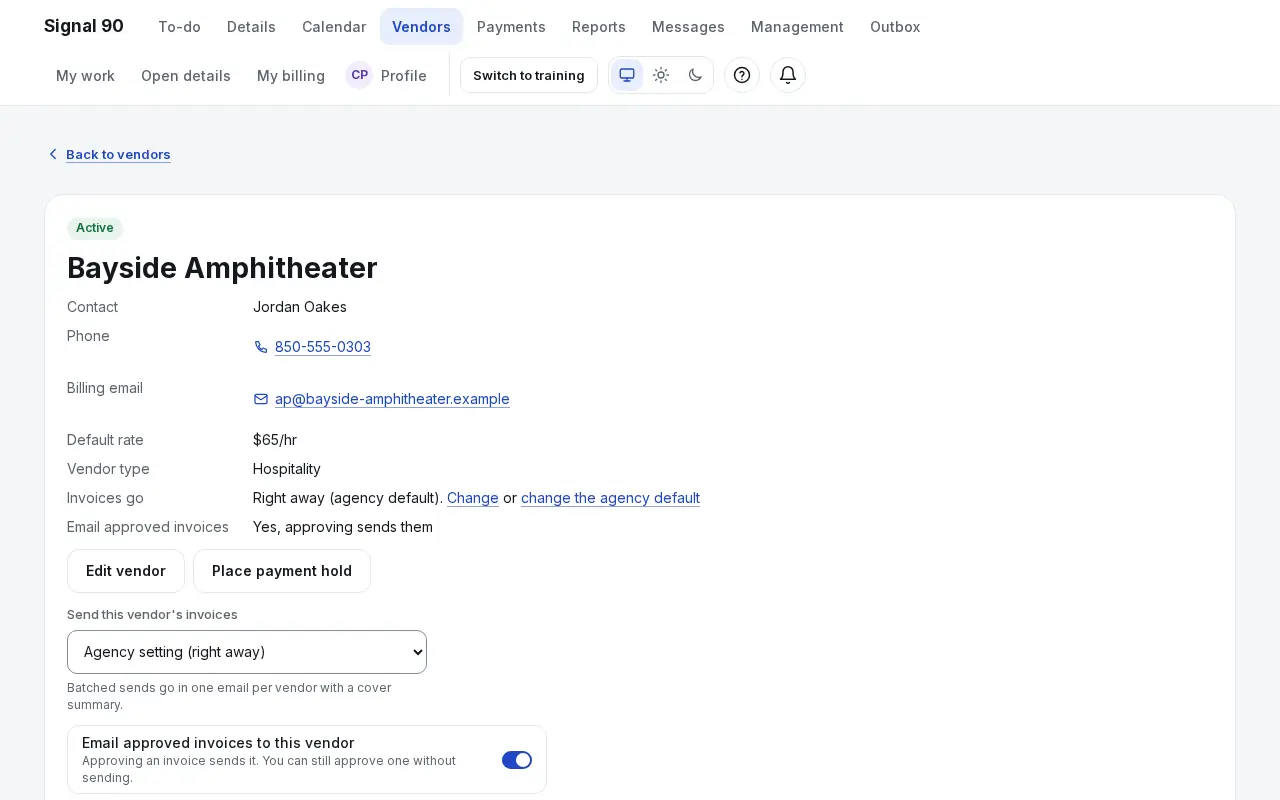 Signal 90
To-do
Details
Calendar
Vendors
Payments
Reports
Messages
Management
Outbox
My work
Open details
My billing
CP
Profile
Switch to training
Back to vendors
Active
Bayside Amphitheater
Contact
Jordan Oakes
Phone
850-555-0303
Billing email
ap@bayside-amphitheater.example
Default rate
$65/hr
Vendor type
Hospitality
Invoices go
Right away (agency default). Change or change the agency default
Email approved invoices
Yes, approving sends them
Edit vendor
Place payment hold
Send this vendor's invoices
Agency setting (right away)
Batched sends go in one email per vendor with a cover
summary.
Email approved invoices to this vendor
Approving an invoice sends it. You can still approve one without
sending.